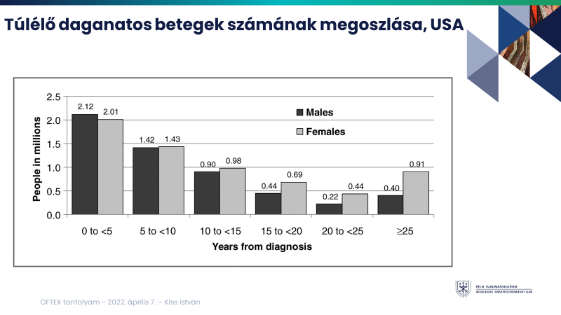 Túlélő daganatos betegek számának megoszlása, USA
2.5
2.0
1.5
1.0
0.5
0.0
People in millions
2.12 2.01
1.42 1.43
0.90 0.98
0.44 0.69
0.22 0.44
0.40 0.91
Males
Females
0 to <5 5 to <10 10 to <15 15 to <20 20 to <25 ≥25
Years from diagnosis
OFTEX tanfolyam – 2022. április 7. – Kiss István